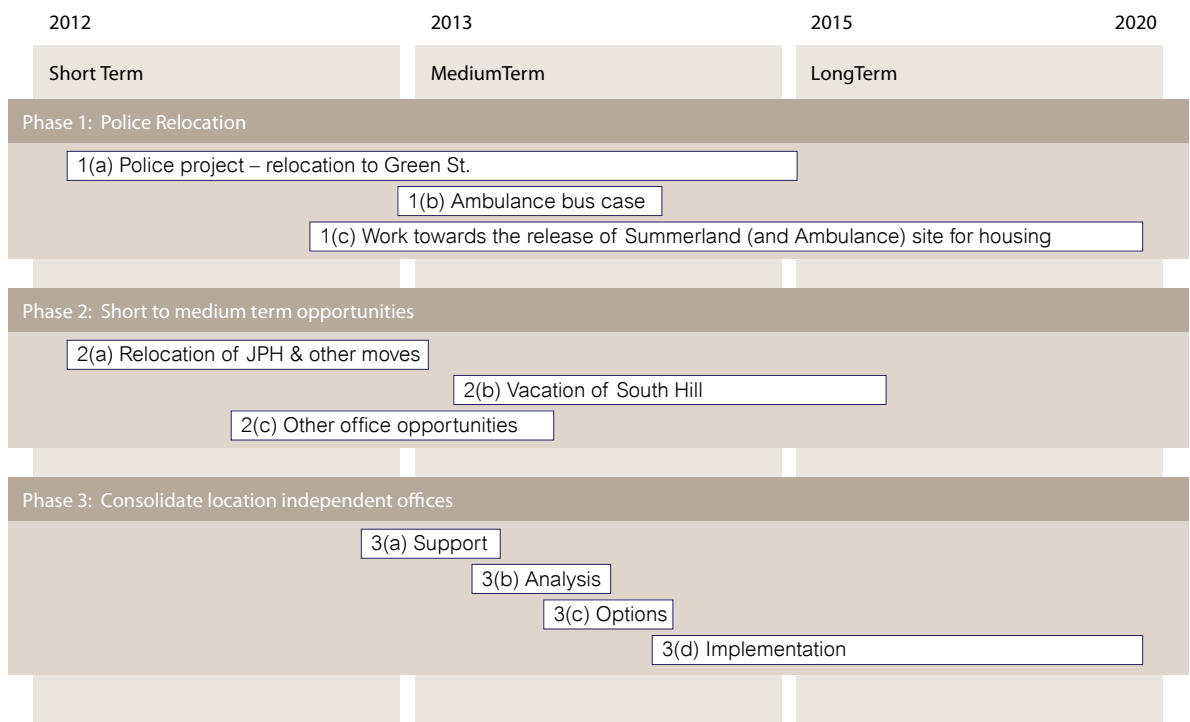 2012 2013 2015 2020
Short Term MediumTerm LongTerm
Phase 1: Police Relocation
1(a) Police project – relocation to Green St.
1(b) Ambulance bus case
1(c) Work towards the release of Summerland (and Ambulance) site for housing
Phase 2: Short to medium term opportunities
2(a) Relocation of JPH & other moves
2(b) Vacation of South Hill
2(c) Other office opportunities
Phase 3: Consolidate location independent offices
3(a) Support
3(b) Analysis
3(c) Options
3(d) Implementation